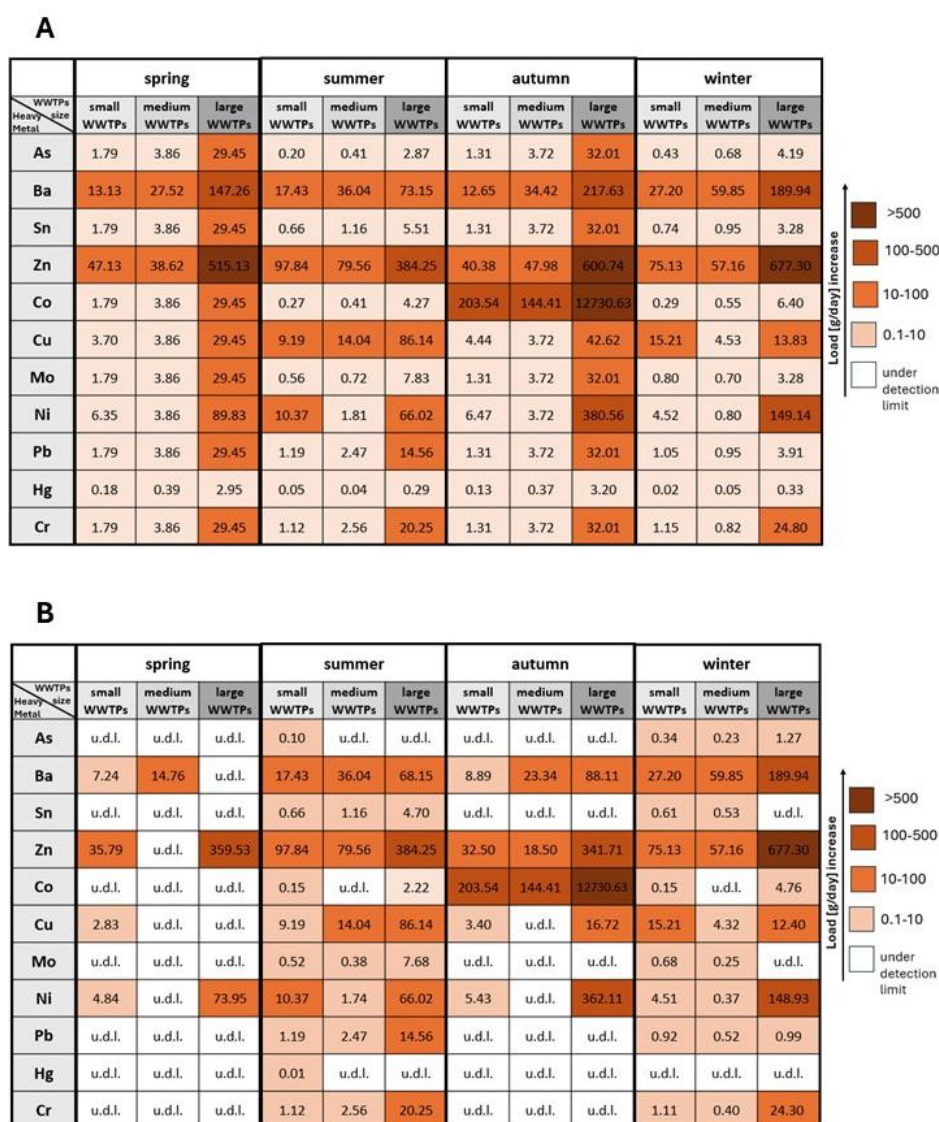 A
spring summer autumn winter
WWTPs size Heavy Metal small WWTPs medium WWTPs large WWTPs small WWTPs medium WWTPs large WWTPs small WWTPs medium WWTPs large WWTPs small WWTPs medium WWTPs large WWTPs
As 1.79 3.86 29.45 0.20 0.41 2.87 1.31 3.72 32.01 0.43 0.68 4.19
Ba 13.13 27.52 147.26 17.43 36.04 73.15 12.65 34.42 217.63 27.20 59.85 189.94
Sn 1.79 3.86 29.45 0.66 1.16 5.51 1.31 3.72 32.01 0.74 0.95 3.28
Zn 47.13 38.62 515.13 97.84 79.56 384.25 40.38 47.98 600.74 75.13 57.16 677.30
Co 1.79 3.86 29.45 0.27 0.41 4.27 203.54 144.41 12730.63 0.29 0.55 6.40
Cu 3.70 3.86 29.45 9.19 14.04 86.14 4.44 3.72 42.62 15.21 4.53 13.83
Mo 1.79 3.86 29.45 0.56 0.72 7.83 1.31 3.72 32.01 0.80 0.70 3.28
Ni 6.35 3.86 89.83 10.37 1.81 66.02 6.47 3.72 380.56 4.52 0.80 149.14
Pb 1.79 3.86 29.45 1.19 2.47 14.56 1.31 3.72 32.01 1.05 0.95 3.91
Hg 0.18 0.39 2.95 0.05 0.04 0.29 0.13 0.37 3.20 0.02 0.05 0.33
Cr 1.79 3.86 29.45 1.12 2.56 20.25 1.31 3.72 32.01 1.15 0.82 24.80
Load [g/day] increase
>500
100-500
10-100
0.1-10
under
detection
limit
B
spring summer autumn winter
WWTPs size Heavy Metal small WWTPs medium WWTPs large WWTPs small WWTPs medium WWTPs large WWTPs small WWTPs medium WWTPs large WWTPs small WWTPs medium WWTPs large WWTPs
As u.d.l. u.d.l. u.d.l. 0.10 u.d.l. u.d.l. u.d.l. u.d.l. u.d.l. 0.34 0.23 1.27
Ba 7.24 14.76 u.d.l. 17.43 36.04 68.15 8.89 23.34 88.11 27.20 59.85 189.94
Sn u.d.l. u.d.l. u.d.l. 0.66 1.16 4.70 u.d.l. u.d.l. u.d.l. 0.61 0.53 u.d.l.
Zn 35.79 u.d.l. 359.53 97.84 79.56 384.25 32.50 18.50 341.71 75.13 57.16 677.30
Co u.d.l. u.d.l. u.d.l. 0.15 u.d.l. 2.22 203.54 144.41 12730.63 0.15 u.d.l. 4.76
Cu 2.83 u.d.l. u.d.l. 9.19 14.04 86.14 3.40 u.d.l. 16.72 15.21 4.32 12.40
Mo u.d.l. u.d.l. u.d.l. 0.52 0.38 7.68 u.d.l. u.d.l. u.d.l. 0.68 0.25 u.d.l.
Ni 4.84 u.d.l. 73.95 10.37 1.74 66.02 5.43 u.d.l. 362.11 4.51 0.37 148.93
Pb u.d.l. u.d.l. u.d.l. 1.19 2.47 14.56 u.d.l. u.d.l. u.d.l. 0.92 0.52 0.99
Hg u.d.l. u.d.l. u.d.l. 0.01 u.d.l. u.d.l. u.d.l. u.d.l. u.d.l. u.d.l. u.d.l. u.d.l.
Cr u.d.l. u.d.l. u.d.l. 1.12 2.56 20.25 u.d.l. u.d.l. u.d.l. 1.11 0.40 24.30
Load [g/day] increase
>500
100-500
10-100
0.1-10
under
detection
limit